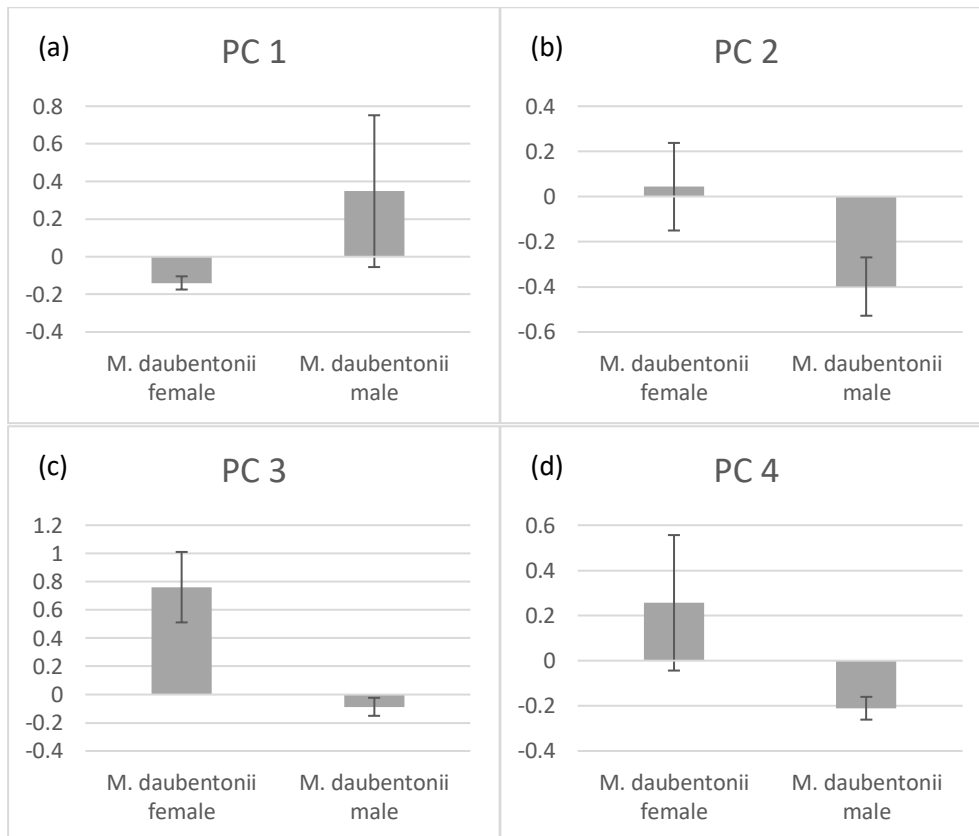 (a)
PC 1
0.8
0.6
0.4
0.2
0
-0.2
-0.4
M. daubentonii
female
M. daubentonii
male
(b)
PC 2
0.4
0.2
0
-0.2
-0.4
-0.6
M. daubentonii
female
M. daubentonii
male
(c)
PC 3
1.2
1
0.8
0.6
0.4
0.2
0
-0.2
-0.4
M. daubentonii
female
M. daubentonii
male
(d)
PC 4
0.6
0.4
0.2
0
-0.2
-0.4
M. daubentonii
female
M. daubentonii
male